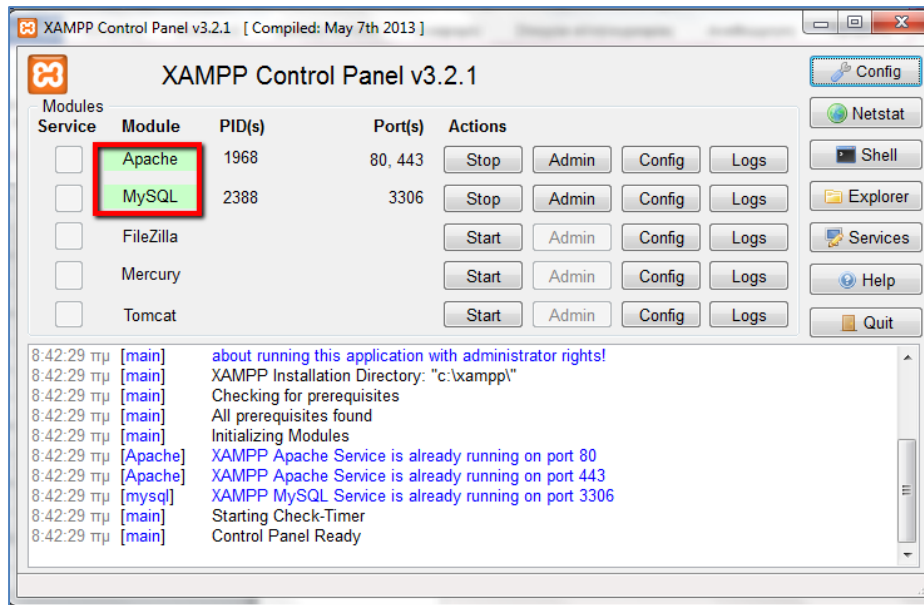 XAMPP Control Panel v3.2.1 [ Compiled: May 7th 2013 ]
XAMPP Control Panel v3.2.1
Config
Modules
Service Module PID(s) Port(s) Actions
Netstat
Apache 1968 80, 443 Stop Admin Config Logs
Shell
MySQL 2388 3306 Stop Admin Config Logs
Explorer
FileZilla Start Admin Config Logs
Services
Mercury Start Admin Config Logs
Help
Tomcat Start Admin Config Logs
Quit
8:42:29 πμ [main] about running this application with administrator rights!
8:42:29 πμ [main] XAMPP Installation Directory: "c:\xampp\"
8:42:29 πμ [main] Checking for prerequisites
8:42:29 πμ [main] All prerequisites found
8:42:29 πμ [main] Initializing Modules
8:42:29 πμ [Apache] XAMPP Apache Service is already running on port 80
8:42:29 πμ [Apache] XAMPP Apache Service is already running on port 443
8:42:29 πμ [mysql] XAMPP MySQL Service is already running on port 3306
8:42:29 πμ [main] Starting Check-Timer
8:42:29 πμ [main] Control Panel Ready